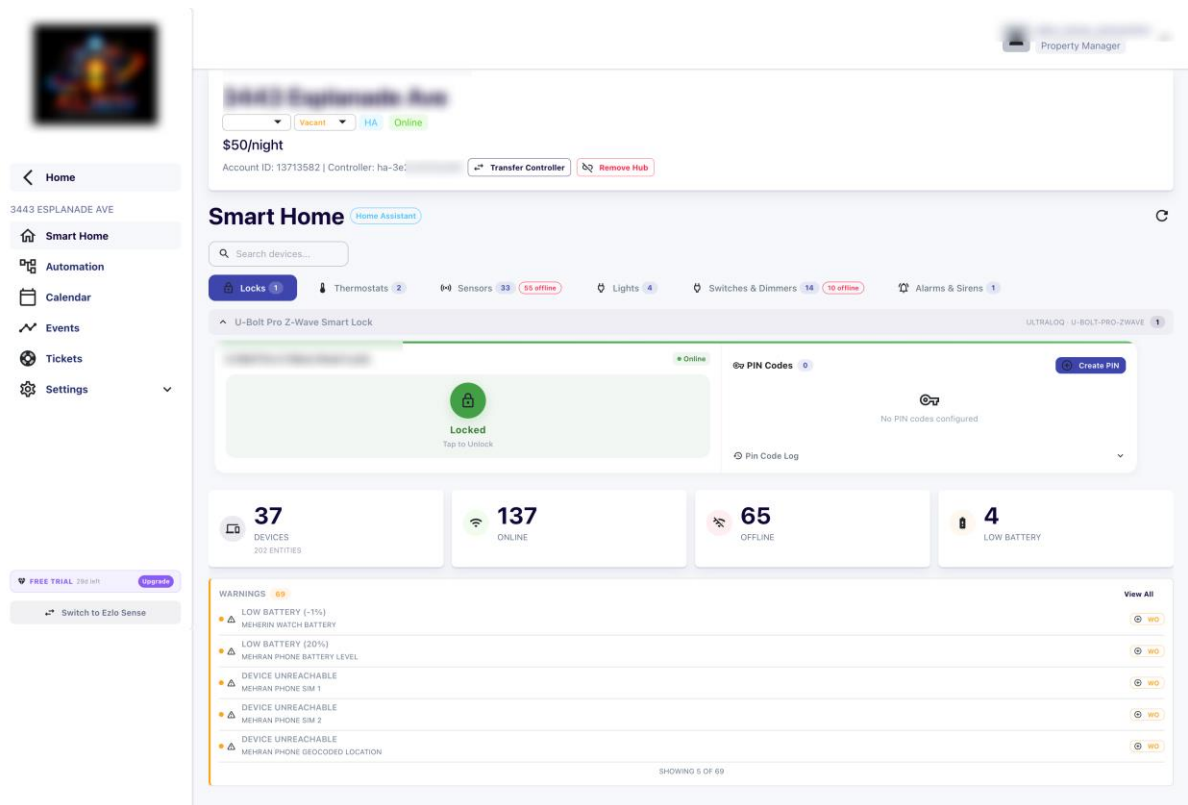 Property Manager
3443 Esplanade Ave
Vacant HA Online
$50/night
Account ID: 13713582 | Controller: ha-3e Transfer Controller Remove Hub
Home
3443 ESPLANADE AVE
Smart Home
Automation
Calendar
Events
Tickets
Settings
FREE TRIAL 28d left Upgrade
Switch to Ezlo Sense
Smart Home Home Assistant
Search devices...
Locks 1 Thermostats 2 Sensors 33 55 offline Lights 4 Switches & Dimmers 14 10 offline Alarms & Sirens 1
U-Bolt Pro Z-Wave Smart Lock ULTRALOQ · U-BOLT-PRO-ZWAVE 1
Online
Locked
Tap to Unlock
PIN Codes 0 Create PIN
No PIN codes configured
Pin Code Log
37
DEVICES
202 ENTITIES
137
ONLINE
65
OFFLINE
4
LOW BATTERY
WARNINGS 69 View All
LOW BATTERY (-1%)
MEHERIN WATCH BATTERY
WO
LOW BATTERY (20%)
MEHRAN PHONE BATTERY LEVEL
WO
DEVICE UNREACHABLE
MEHRAN PHONE SIM 1
WO
DEVICE UNREACHABLE
MEHRAN PHONE SIM 2
WO
DEVICE UNREACHABLE
MEHRAN PHONE GEOCODED LOCATION
WO
SHOWING 5 OF 69